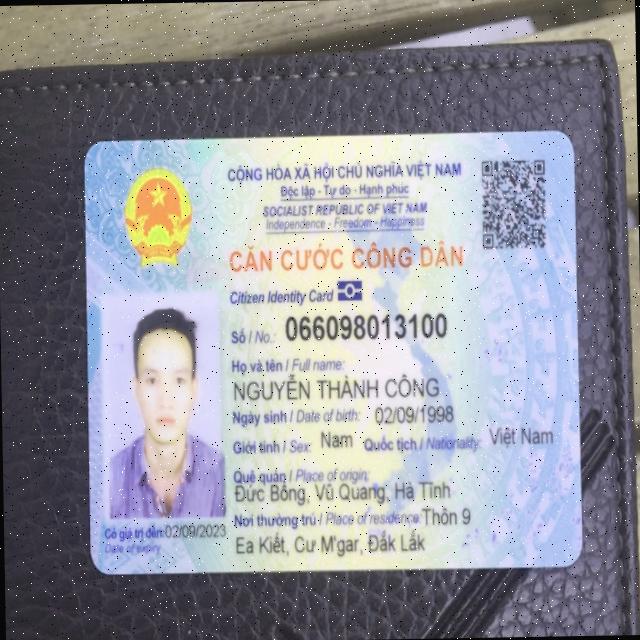 CỘNG HÒA XÃ HỘI CHỦ NGHĨA VIỆT NAM
Độc lập - Tự do - Hạnh phúc
SOCIALIST REPUBLIC OF VIET NAM
Independence - Freedom - Happiness
CĂN CƯỚC CÔNG DÂN
Citizen Identity Card
Số / No.: 066098013100
Họ và tên / Full name:
NGUYỄN THÀNH CÔNG
Ngày sinh / Date of birth: 02/09/1998
Giới tính / Sex: Nam Quốc tịch / Nationality: Việt Nam
Quê quán / Place of origin:
Đức Bồng, Vũ Quang, Hà Tĩnh
Nơi thường trú / Place of residence: Thôn 9
Ea Kiết, Cư M'gar, Đắk Lắk
Có giá trị đến: 02/09/2023
Date of expiry